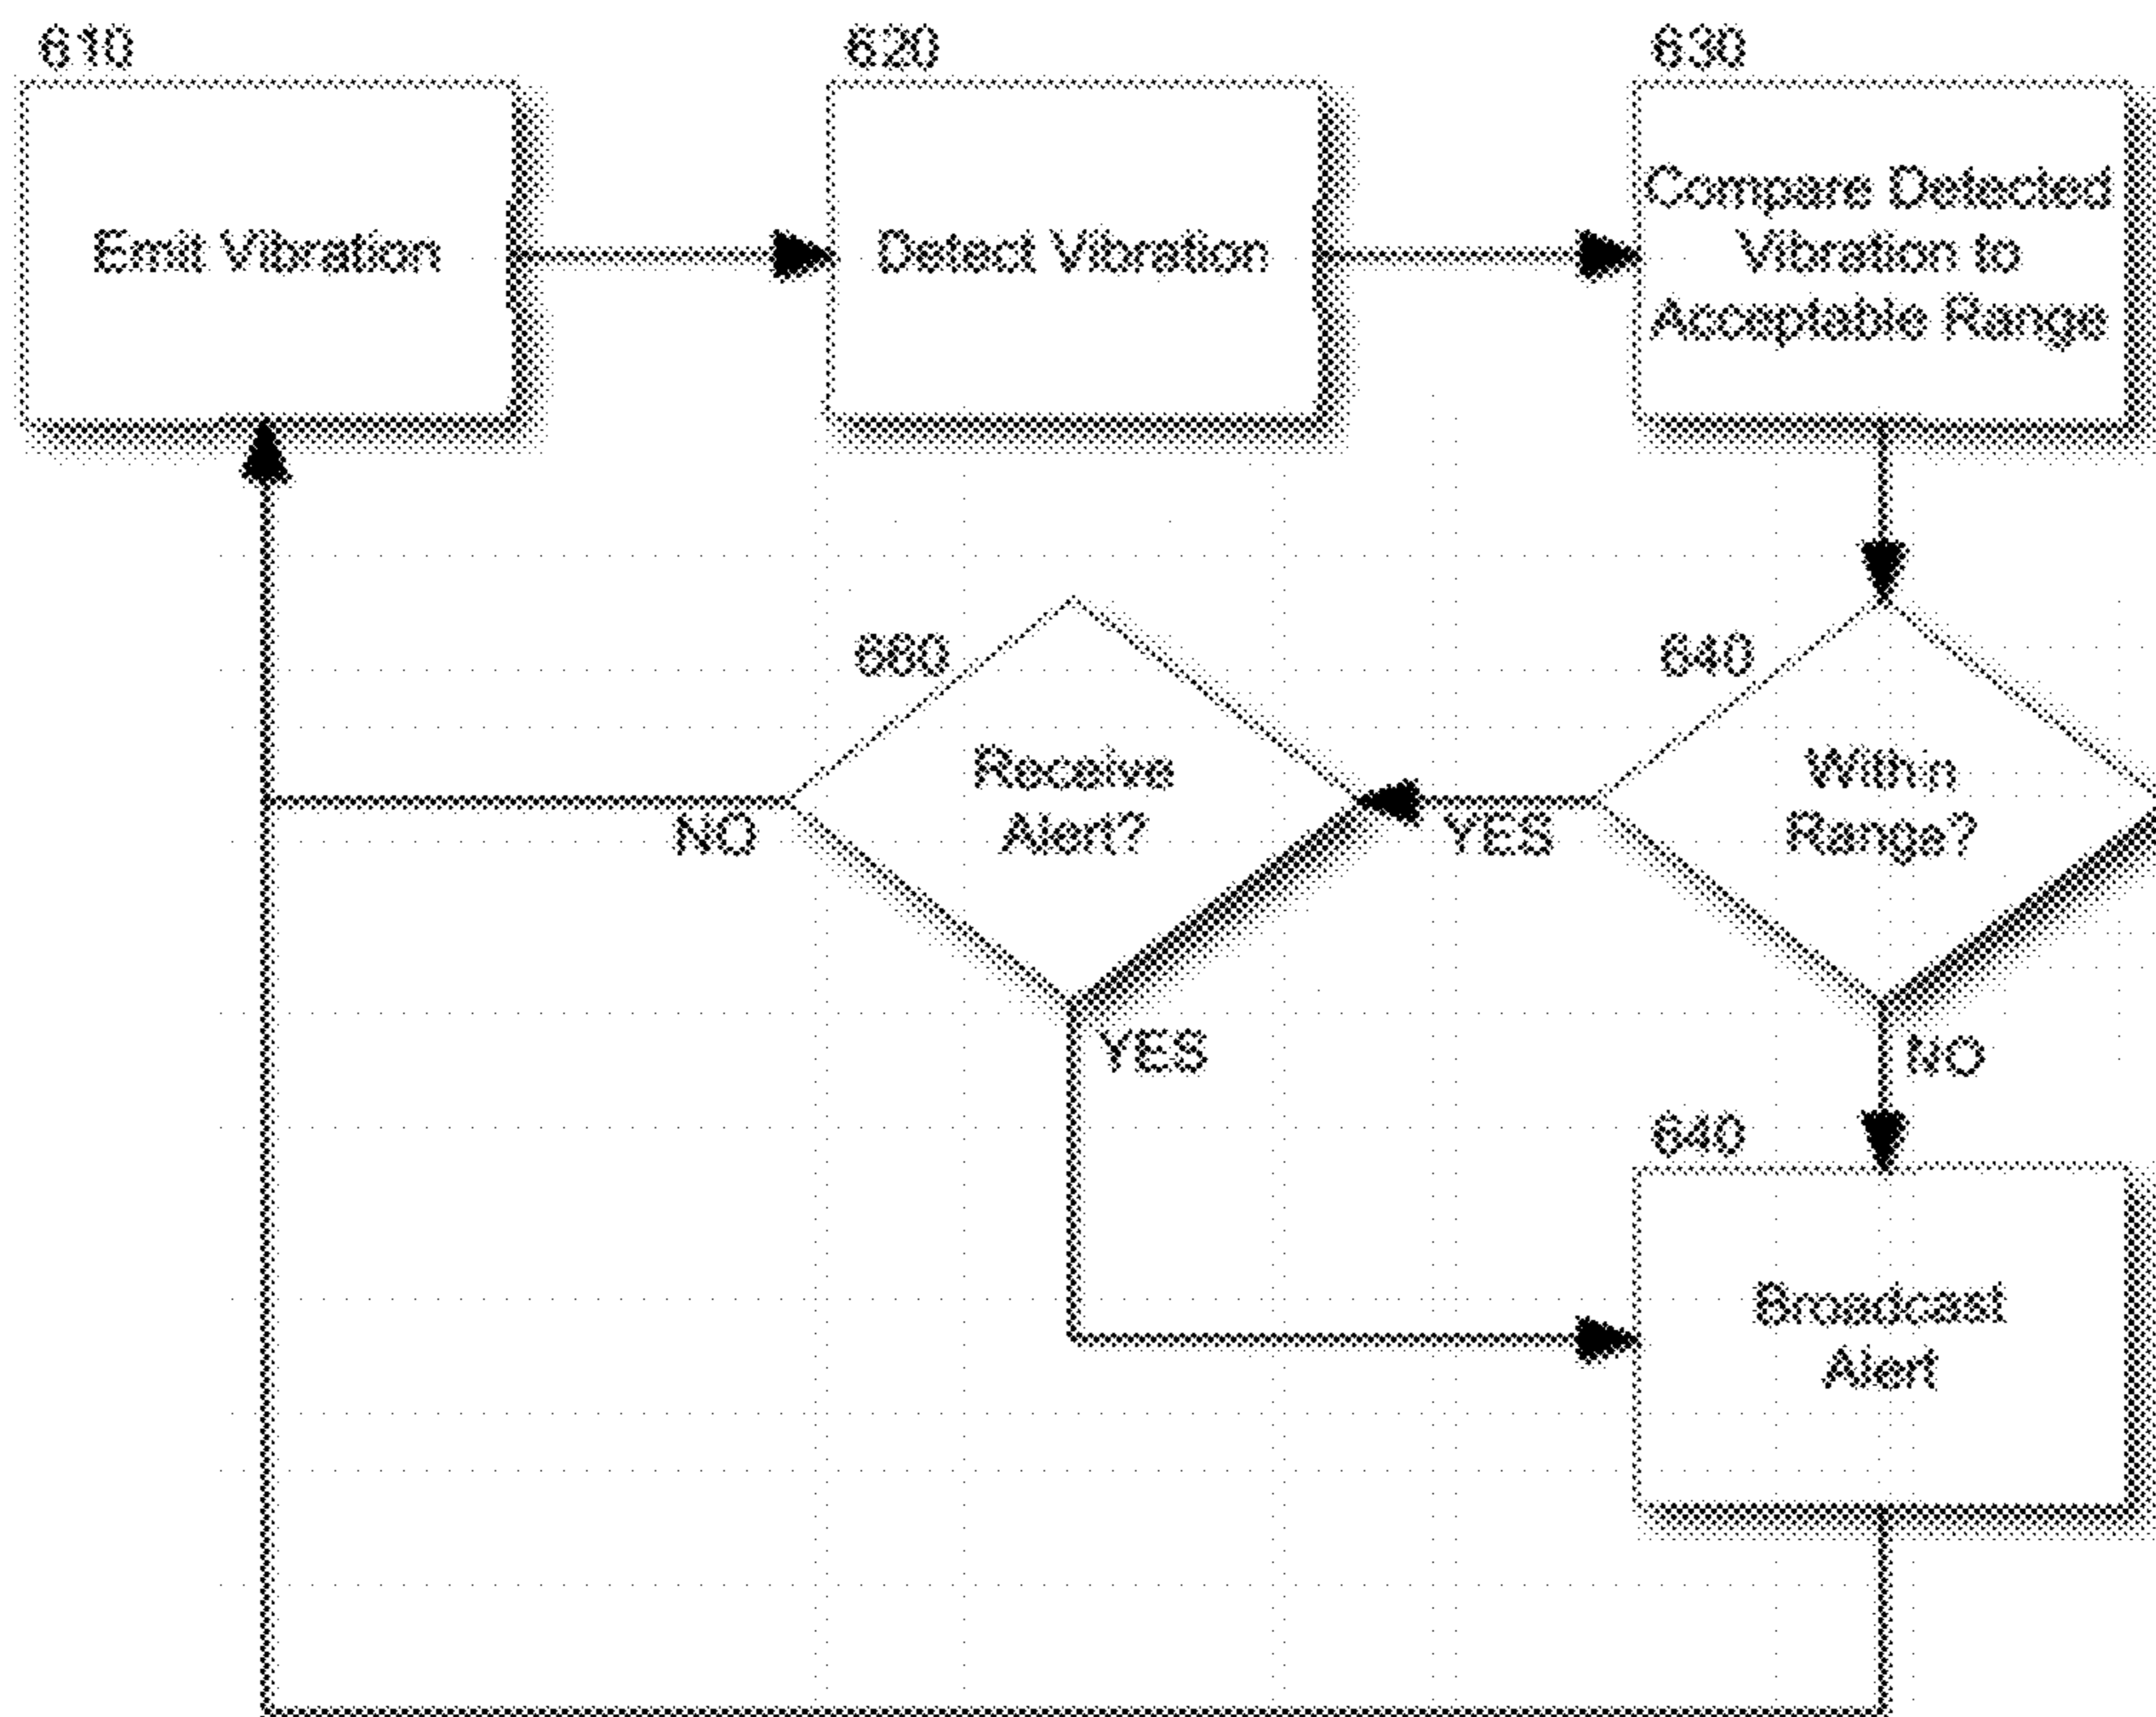 610
Emit Vibration
620
Detect Vibration
630
Compare Detected
Vibration to
Acceptable Range
640
Within
Range?
YES
NO
660
Receive
Alert?
NO
YES
640
Broadcast
Alert